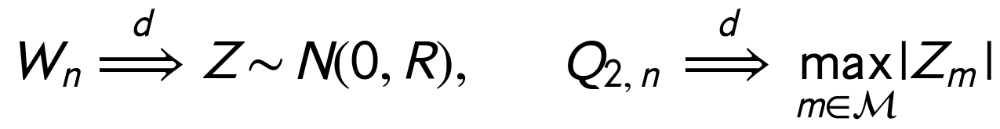 $W_n \overset{d}{\Longrightarrow} Z \sim N(0, R), \qquad Q_{2,n} \overset{d}{\Longrightarrow} \max_{m \in \mathcal{M}} |Z_m|$